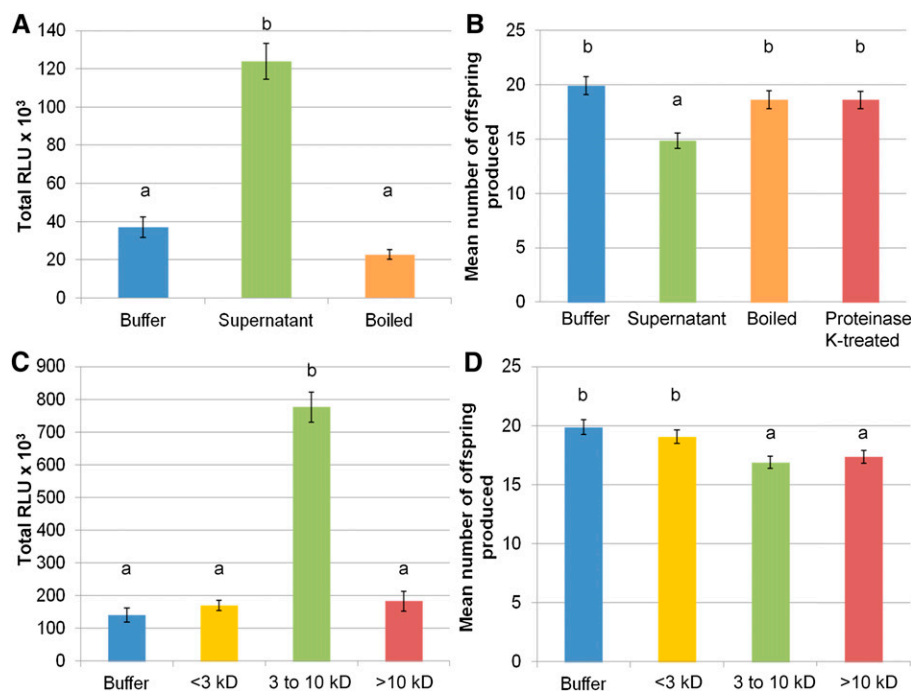 A
Total RLU x 10³
140
120
100
80
60
40
20
0
a
b
a
Buffer
Supernatant
Boiled
B
Mean number of offspring
produced
25
20
15
10
5
0
b
a
b
b
Buffer
Supernatant
Boiled
Proteinase
K-treated
C
Total RLU x 10³
900
800
700
600
500
400
300
200
100
0
a
a
b
a
Buffer
<3 kD
3 to 10 kD
>10 kD
D
Mean number of offspring
produced
25
20
15
10
5
0
b
b
a
a
Buffer
<3 kD
3 to 10 kD
>10 kD